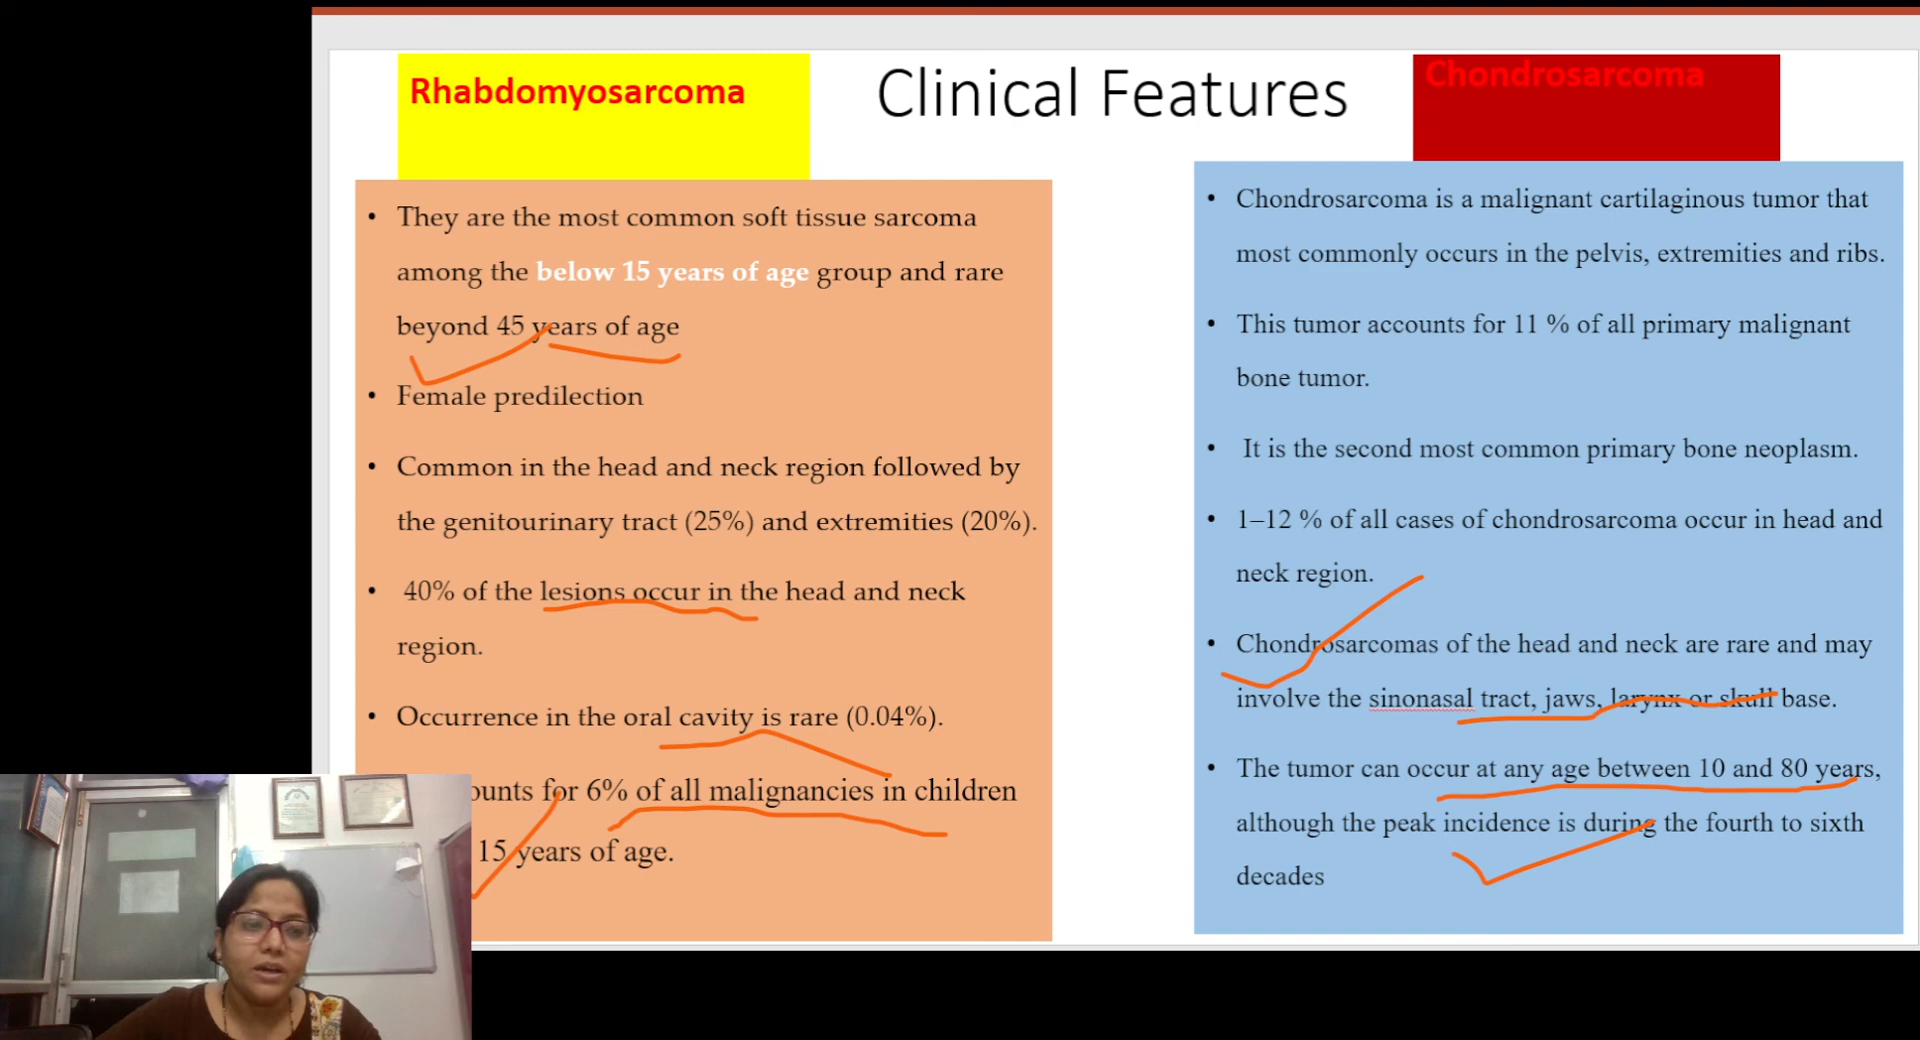 Rhabdomyosarcoma
Clinical Features
Chondrosarcoma
• They are the most common soft tissue sarcoma
among the below 15 years of age group and rare
beyond 45 years of age
• Female predilection
• Common in the head and neck region followed by
the genitourinary tract (25%) and extremities (20%).
• 40% of the lesions occur in the head and neck
region.
• Occurrence in the oral cavity is rare (0.04%).
for 6% of all malignancies in children
15 years of age.
• Chondrosarcoma is a malignant cartilaginous tumor that
most commonly occurs in the pelvis, extremities and ribs.
• This tumor accounts for 11 % of all primary malignant
bone tumor.
• It is the second most common primary bone neoplasm.
• 1–12 % of all cases of chondrosarcoma occur in head and
neck region.
• Chondrosarcomas of the head and neck are rare and may
involve the sinonasal tract, jaws, larynx or skull base.
• The tumor can occur at any age between 10 and 80 years,
although the peak incidence is during the fourth to sixth
decades